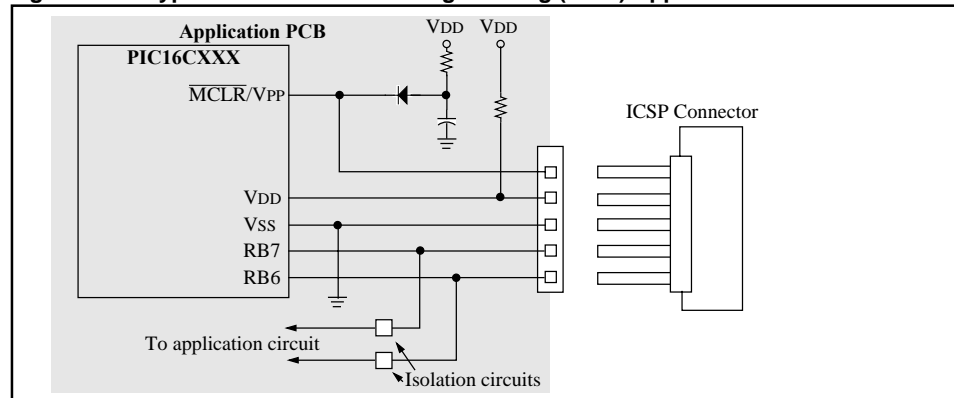 Application PCB
VDD VDD
PIC16CXXX
MCLR/VPP
ICSP Connector
VDD
VSS
RB7
RB6
To application circuit
Isolation circuits